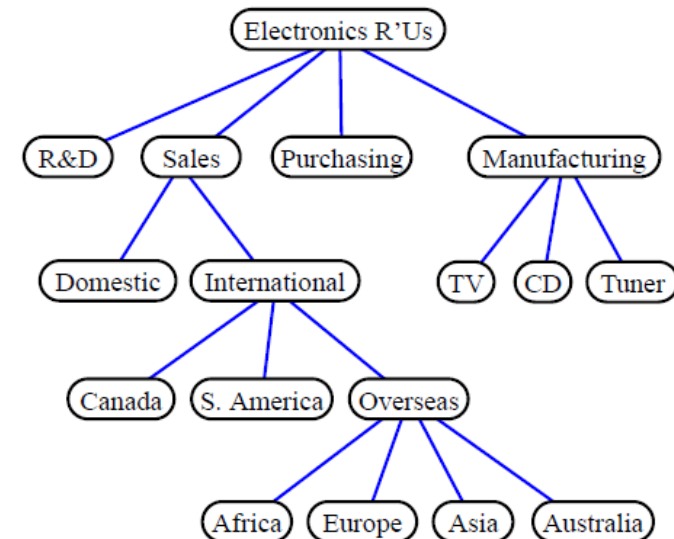 Electronics R'Us
R&D Sales Purchasing Manufacturing
Domestic International TV CD Tuner
Canada S. America Overseas
Africa Europe Asia Australia